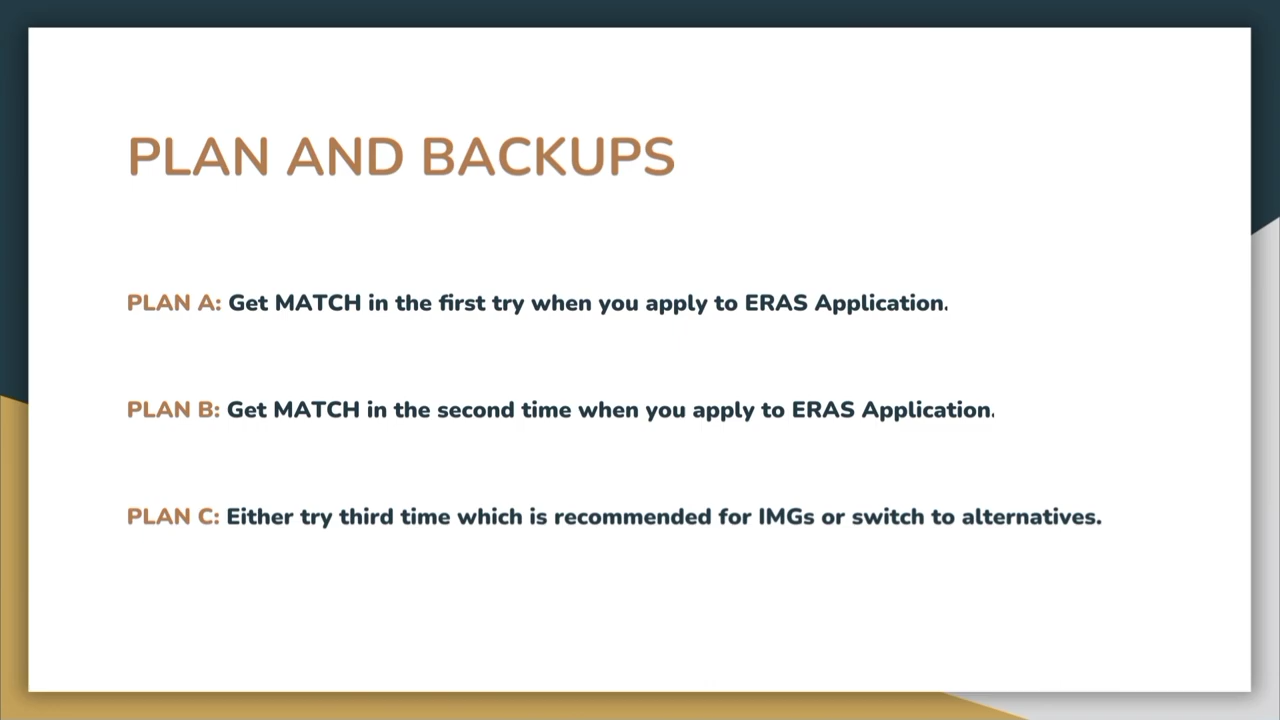 PLAN AND BACKUPS
PLAN A: Get MATCH in the first try when you apply to ERAS Application.
PLAN B: Get MATCH in the second time when you apply to ERAS Application.
PLAN C: Either try third time which is recommended for IMGs or switch to alternatives.